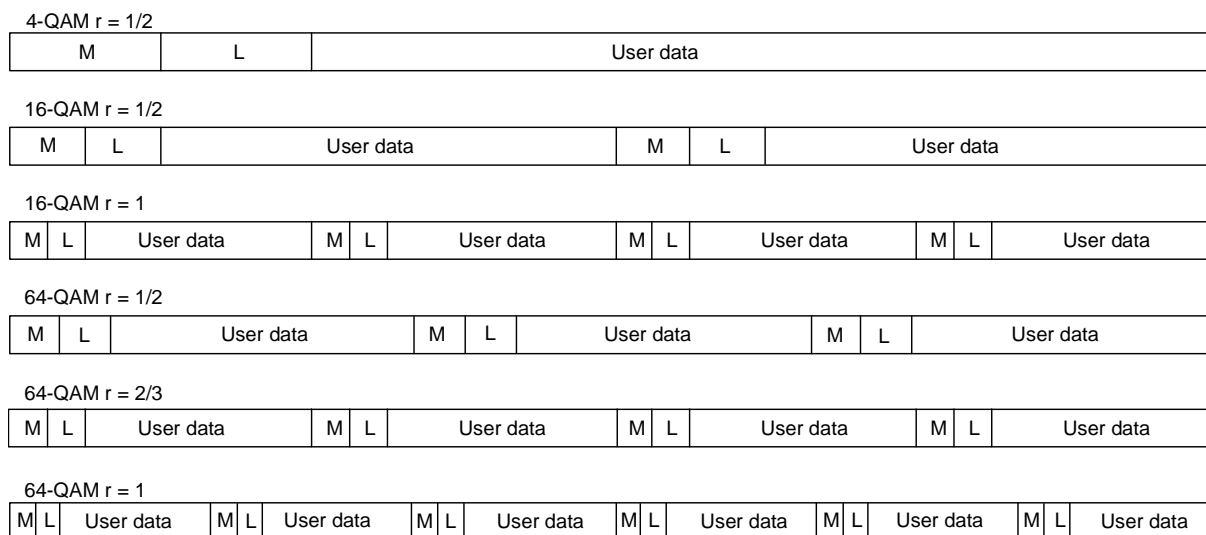 4-QAM r = 1/2
M L User data
16-QAM r = 1/2
M L User data M L User data
16-QAM r = 1
M L User data M L User data M L User data M L User data
64-QAM r = 1/2
M L User data M L User data M L User data
64-QAM r = 2/3
M L User data M L User data M L User data M L User data
64-QAM r = 1
M L User data M L User data M L User data M L User data M L User data M L User data